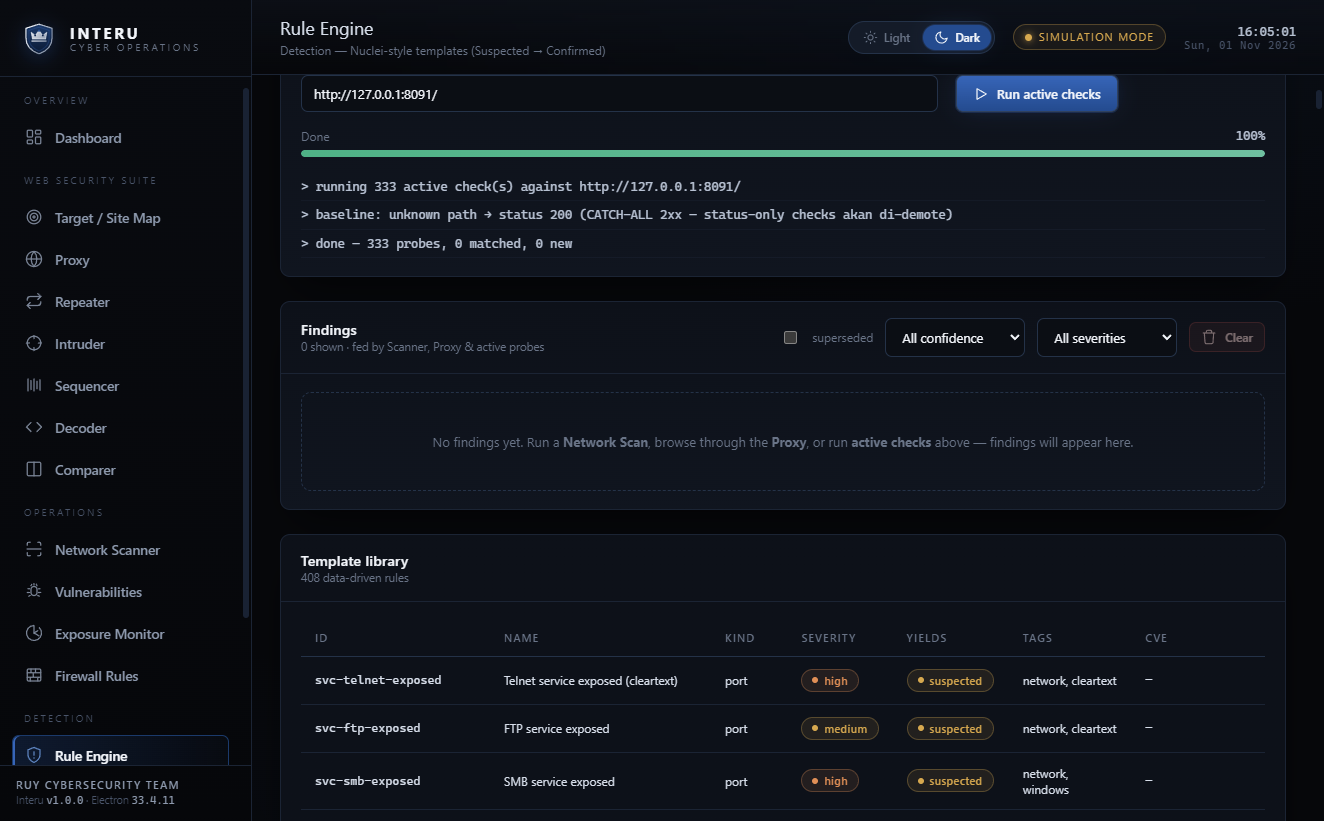 INTERU
CYBER OPERATIONS
OVERVIEW
Dashboard
WEB SECURITY SUITE
Target / Site Map
Proxy
Repeater
Intruder
Sequencer
Decoder
Comparer
OPERATIONS
Network Scanner
Vulnerabilities
Exposure Monitor
Firewall Rules
DETECTION
Rule Engine
RUY CYBERSECURITY TEAM
Interu v1.0.0 · Electron 33.4.11
Rule Engine
Detection — Nuclei-style templates (Suspected → Confirmed)
Light
Dark
SIMULATION MODE
16:05:01
Sun, 01 Nov 2026
http://127.0.0.1:8091/
Run active checks
Done
100%
> running 333 active check(s) against http://127.0.0.1:8091/
> baseline: unknown path → status 200 (CATCH-ALL 2xx — status-only checks akan di-demote)
> done — 333 probes, 0 matched, 0 new
Findings
0 shown · fed by Scanner, Proxy & active probes
superseded
All confidence
All severities
Clear
No findings yet. Run a Network Scan, browse through the Proxy, or run active checks above — findings will appear here.
Template library
408 data-driven rules
ID NAME KIND SEVERITY YIELDS TAGS CVE
svc-telnet-exposed Telnet service exposed (cleartext) port high suspected network, cleartext —
svc-ftp-exposed FTP service exposed port medium suspected network, cleartext —
svc-smb-exposed SMB service exposed port high suspected network, —
windows